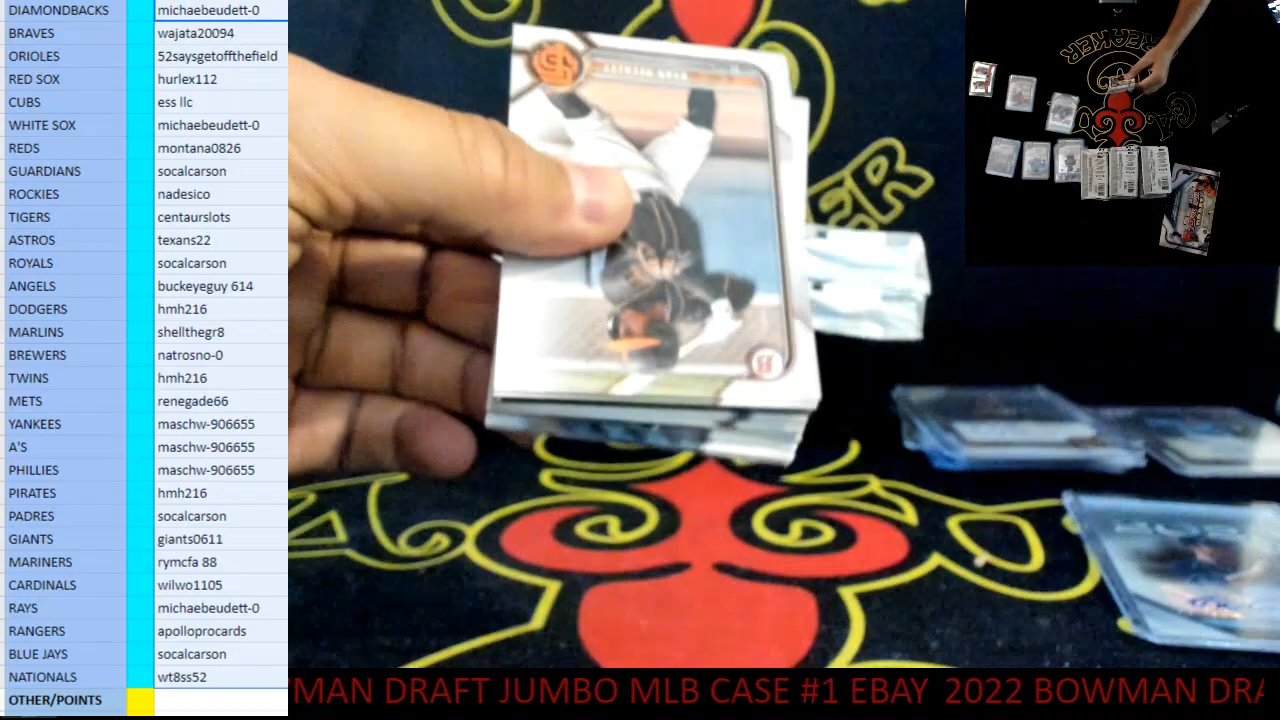 DIAMONDBACKS michaebeudett-0
BRAVES wajata20094
ORIOLES 52saysgetoffthefield
RED SOX hurlex112
CUBS ess llc
WHITE SOX michaebeudett-0
REDS montana0826
GUARDIANS socalcarson
ROCKIES nadesico
TIGERS centaurslots
ASTROS texans22
ROYALS socalcarson
ANGELS buckeyeguy 614
DODGERS hmh216
MARLINS shellthegr8
BREWERS natrosno-0
TWINS hmh216
METS renegade66
YANKEES maschw-906655
A'S maschw-906655
PHILLIES maschw-906655
PIRATES hmh216
PADRES socalcarson
GIANTS giants0611
MARINERS rymcfa 88
CARDINALS wilwo1105
RAYS michaebeudett-0
RANGERS apolloprocards
BLUE JAYS socalcarson
NATIONALS wt8ss52
OTHER/POINTS
ER
BREAKER
MAN DRAFT JUMBO MLB CASE #1 EBAY 2022 BOWMAN DRA